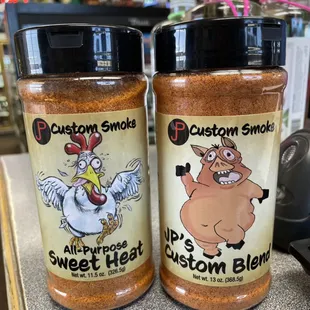 JP Custom Smoke
All-Purpose
Sweet Heat
Net Wt. 11.5 oz. (326.5g)
JP Custom Smoke
JP's
Custom Blend
Net Wt. 13 oz. (368.5g)